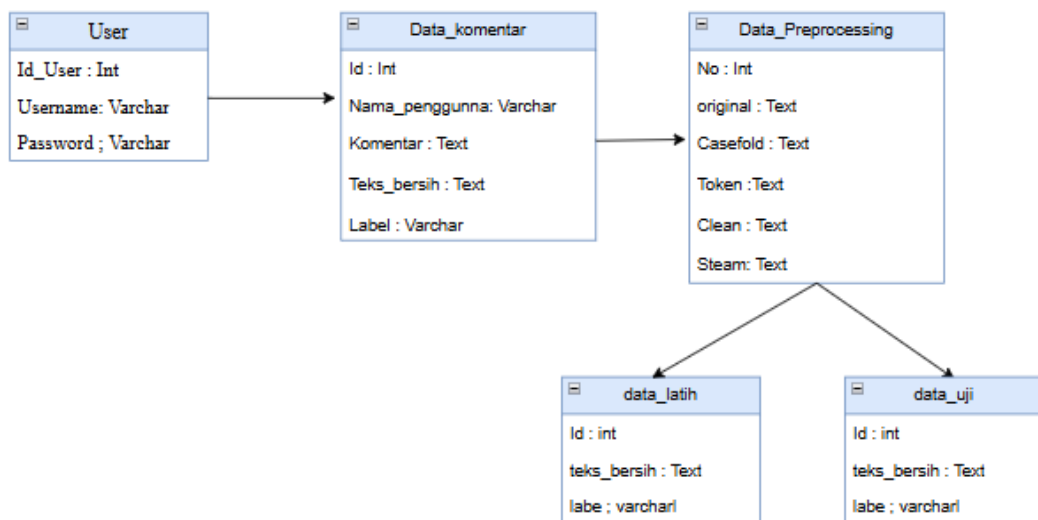 User
Id_User : Int
Username: Varchar
Password ; Varchar
Data_komentar
Id : Int
Nama_penggunna: Varchar
Komentar : Text
Teks_bersih : Text
Label : Varchar
Data_Preprocessing
No : Int
original : Text
Casefold : Text
Token :Text
Clean : Text
Steam: Text
data_latih
Id : int
teks_bersih : Text
labe ; varcharl
data_uji
Id : int
teks_bersih : Text
labe ; varcharl